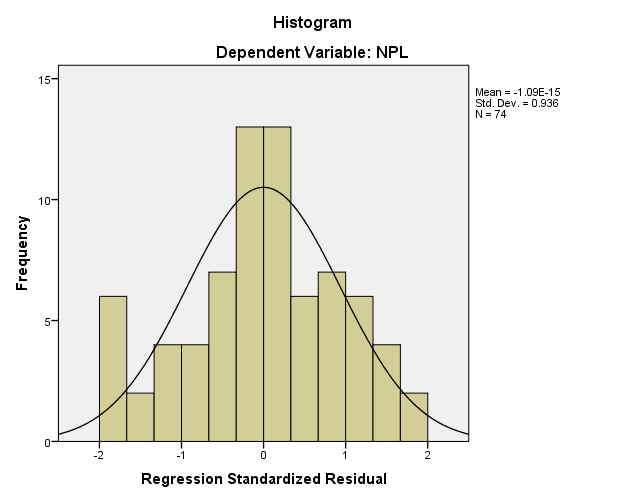 Histogram
Dependent Variable: NPL
Mean = -1.09E-15
Std. Dev. = 0.936
N = 74
Frequency
15
10
5
0
-2 -1 0 1 2
Regression Standardized Residual